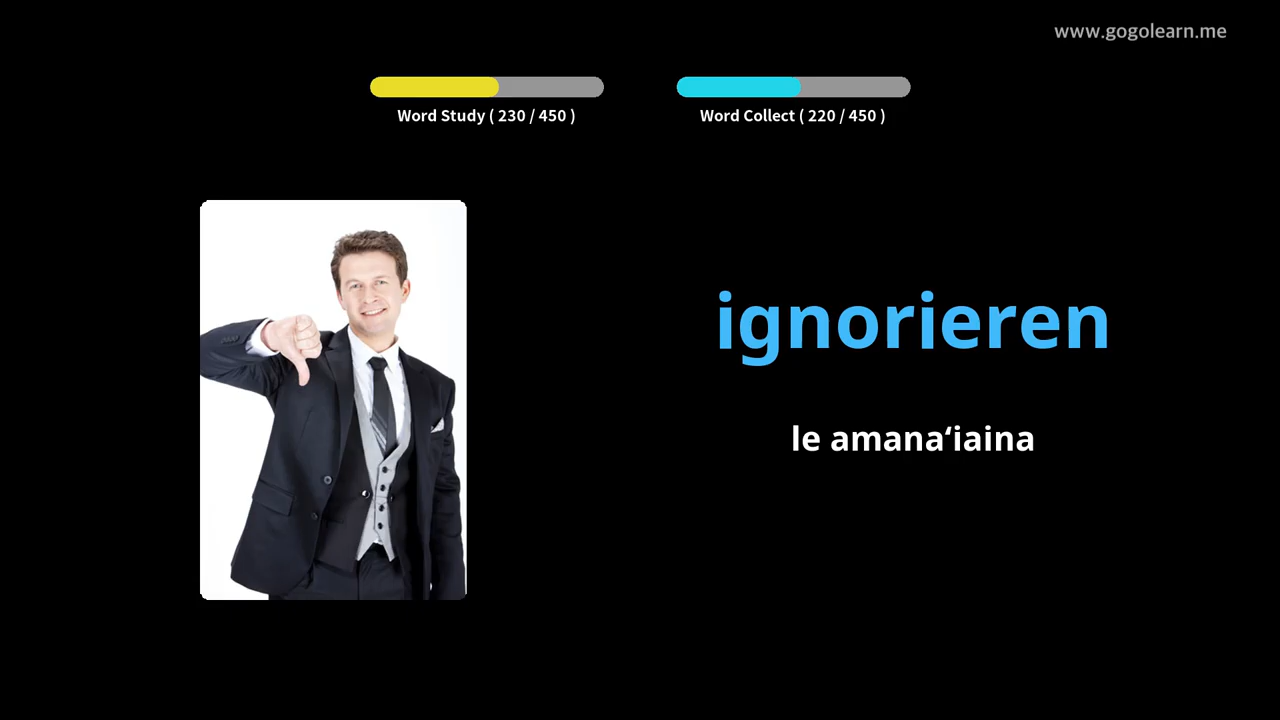 www.gogolearn.me
Word Study ( 230 / 450 )
Word Collect ( 220 / 450 )
ignorieren
le amanaʻiaina